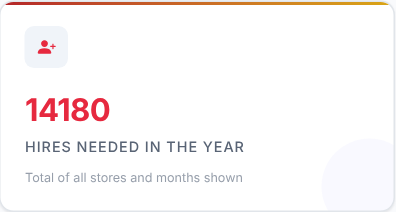 14180
HIRES NEEDED IN THE YEAR
Total of all stores and months shown